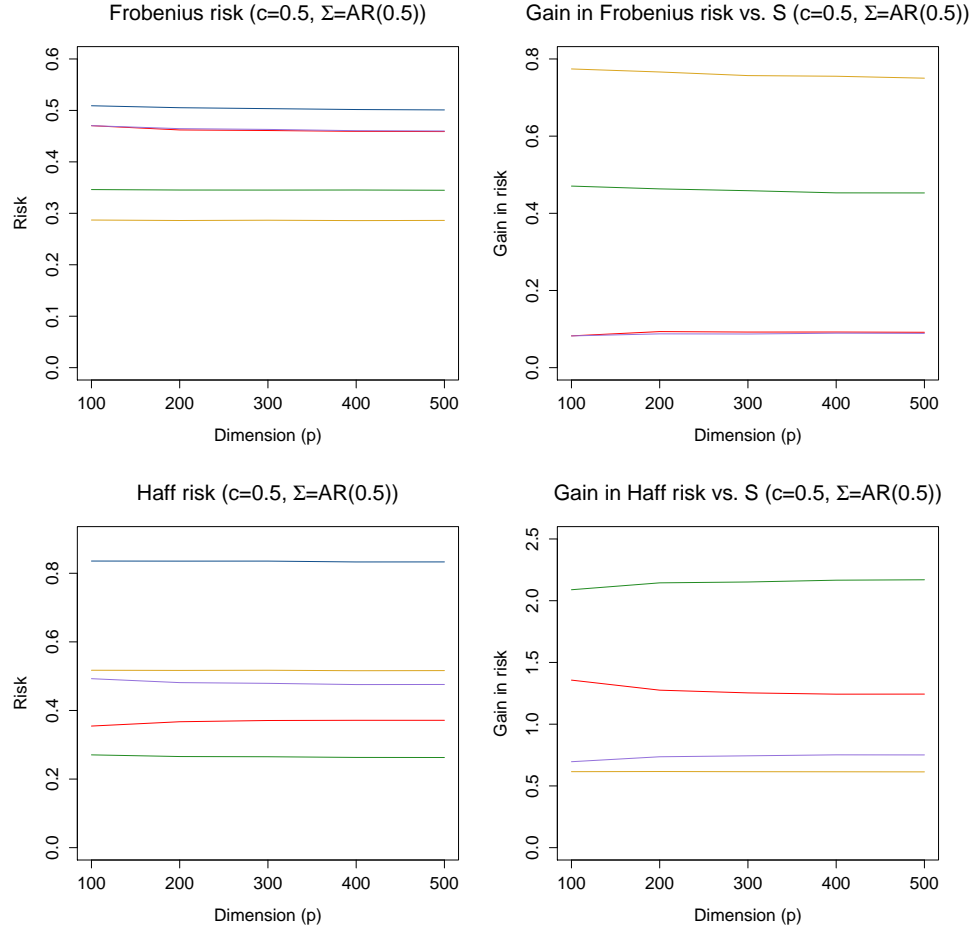 Frobenius risk (c=0.5, Σ=AR(0.5))
Risk
0.0 0.1 0.2 0.3 0.4 0.5 0.6
100 200 300 400 500
Dimension (p)
Gain in Frobenius risk vs. S (c=0.5, Σ=AR(0.5))
Gain in risk
0.0 0.2 0.4 0.6 0.8
100 200 300 400 500
Dimension (p)
Haff risk (c=0.5, Σ=AR(0.5))
Risk
0.0 0.2 0.4 0.6 0.8
100 200 300 400 500
Dimension (p)
Gain in Haff risk vs. S (c=0.5, Σ=AR(0.5))
Gain in risk
0.0 0.5 1.0 1.5 2.0 2.5
100 200 300 400 500
Dimension (p)